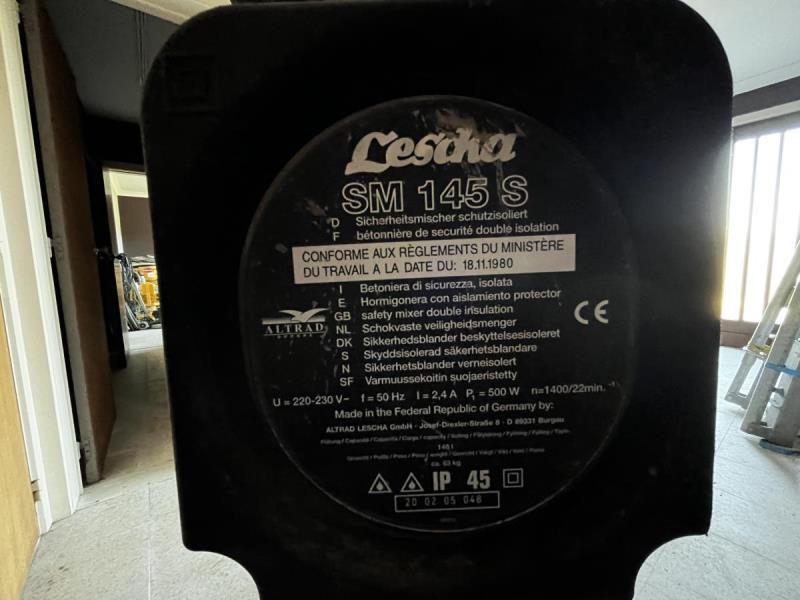 Lescha
SM 145 S
D Sicherheitsmischer schutzisoliert
F bétonnière de securité double isolation
CONFORME AUX RÈGLEMENTS DU MINISTÈRE
DU TRAVAIL A LA DATE DU: 18.11.1980
I Betoniera di sicurezza, isolata
E Hormigonera con aislamiento protector
GB safety mixer double insulation
NL Schokvaste veiligheidsmenger
DK Sikkerhedsblander beskyttelsesisoleret
S Skyddsisolerad säkerhetsblandare
N Sikkerhetsblander verneisolert
SF Varmuussekoitin suojaeristetty
ALTRAD
CE
U = 220-230 V~ f = 50 Hz I = 2,4 A P₁ = 500 W n=1400/22min.⁻¹
Made in the Federal Republic of Germany by:
ALTRAD LESCHA GmbH - Josef-Drexler-Straße 8 - D 89331 Burgau
145 l
ca. 63 kg
IP 45
20 02 05 048